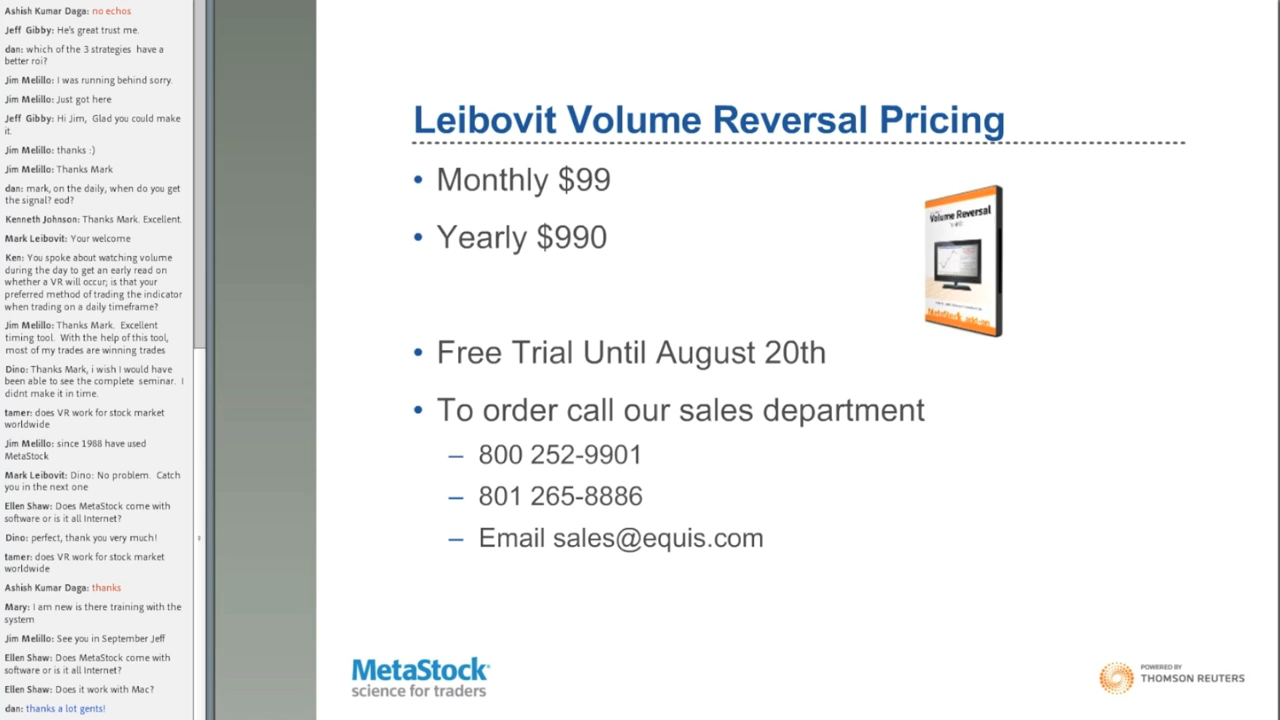 Ashish Kumar Daga: no echos
Jeff Gibby: He's great trust me.
dan: which of the 3 strategies have a
better roi?
Jim Melillo: I was running behind sorry.
Jim Melillo: Just got here
Jeff Gibby: Hi Jim, Glad you could make
it.
Jim Melillo: thanks :)
Jim Melillo: Thanks Mark
dan: mark, on the daily, when do you get
the signal? eod?
Kenneth Johnson: Thanks Mark. Excellent.
Mark Leibovit: Your welcome
Ken: You spoke about watching volume
during the day to get an early read on
whether a VR will occur; is that your
preferred method of trading the indicator
when trading on a daily timeframe?
Jim Melillo: Thanks Mark. Excellent
timing tool. With the help of this tool,
most of my trades are winning trades
Dino: Thanks Mark, i wish I would have
been able to see the complete seminar. I
didnt make it in time.
tamer: does VR work for stock market
worldwide
Jim Melillo: since 1988 have used
MetaStock
Mark Leibovit: Dino: No problem. Catch
you in the next one
Ellen Shaw: Does MetaStock come with
software or is it all Internet?
Dino: perfect, thank you very much!
tamer: does VR work for stock market
worldwide
Ashish Kumar Daga: thanks
Mary: I am new is there training with the
system
Jim Melillo: See you in September Jeff
Ellen Shaw: Does MetaStock come with
software or is it all Internet?
Ellen Shaw: Does it work with Mac?
dan: thanks a lot gents!
Leibovit Volume Reversal Pricing
• Monthly $99
• Yearly $990
• Free Trial Until August 20th
• To order call our sales department
– 800 252-9901
– 801 265-8886
– Email sales@equis.com
Volume Reversal
MetaStock add-on
MetaStock
science for traders
POWERED BY
THOMSON REUTERS